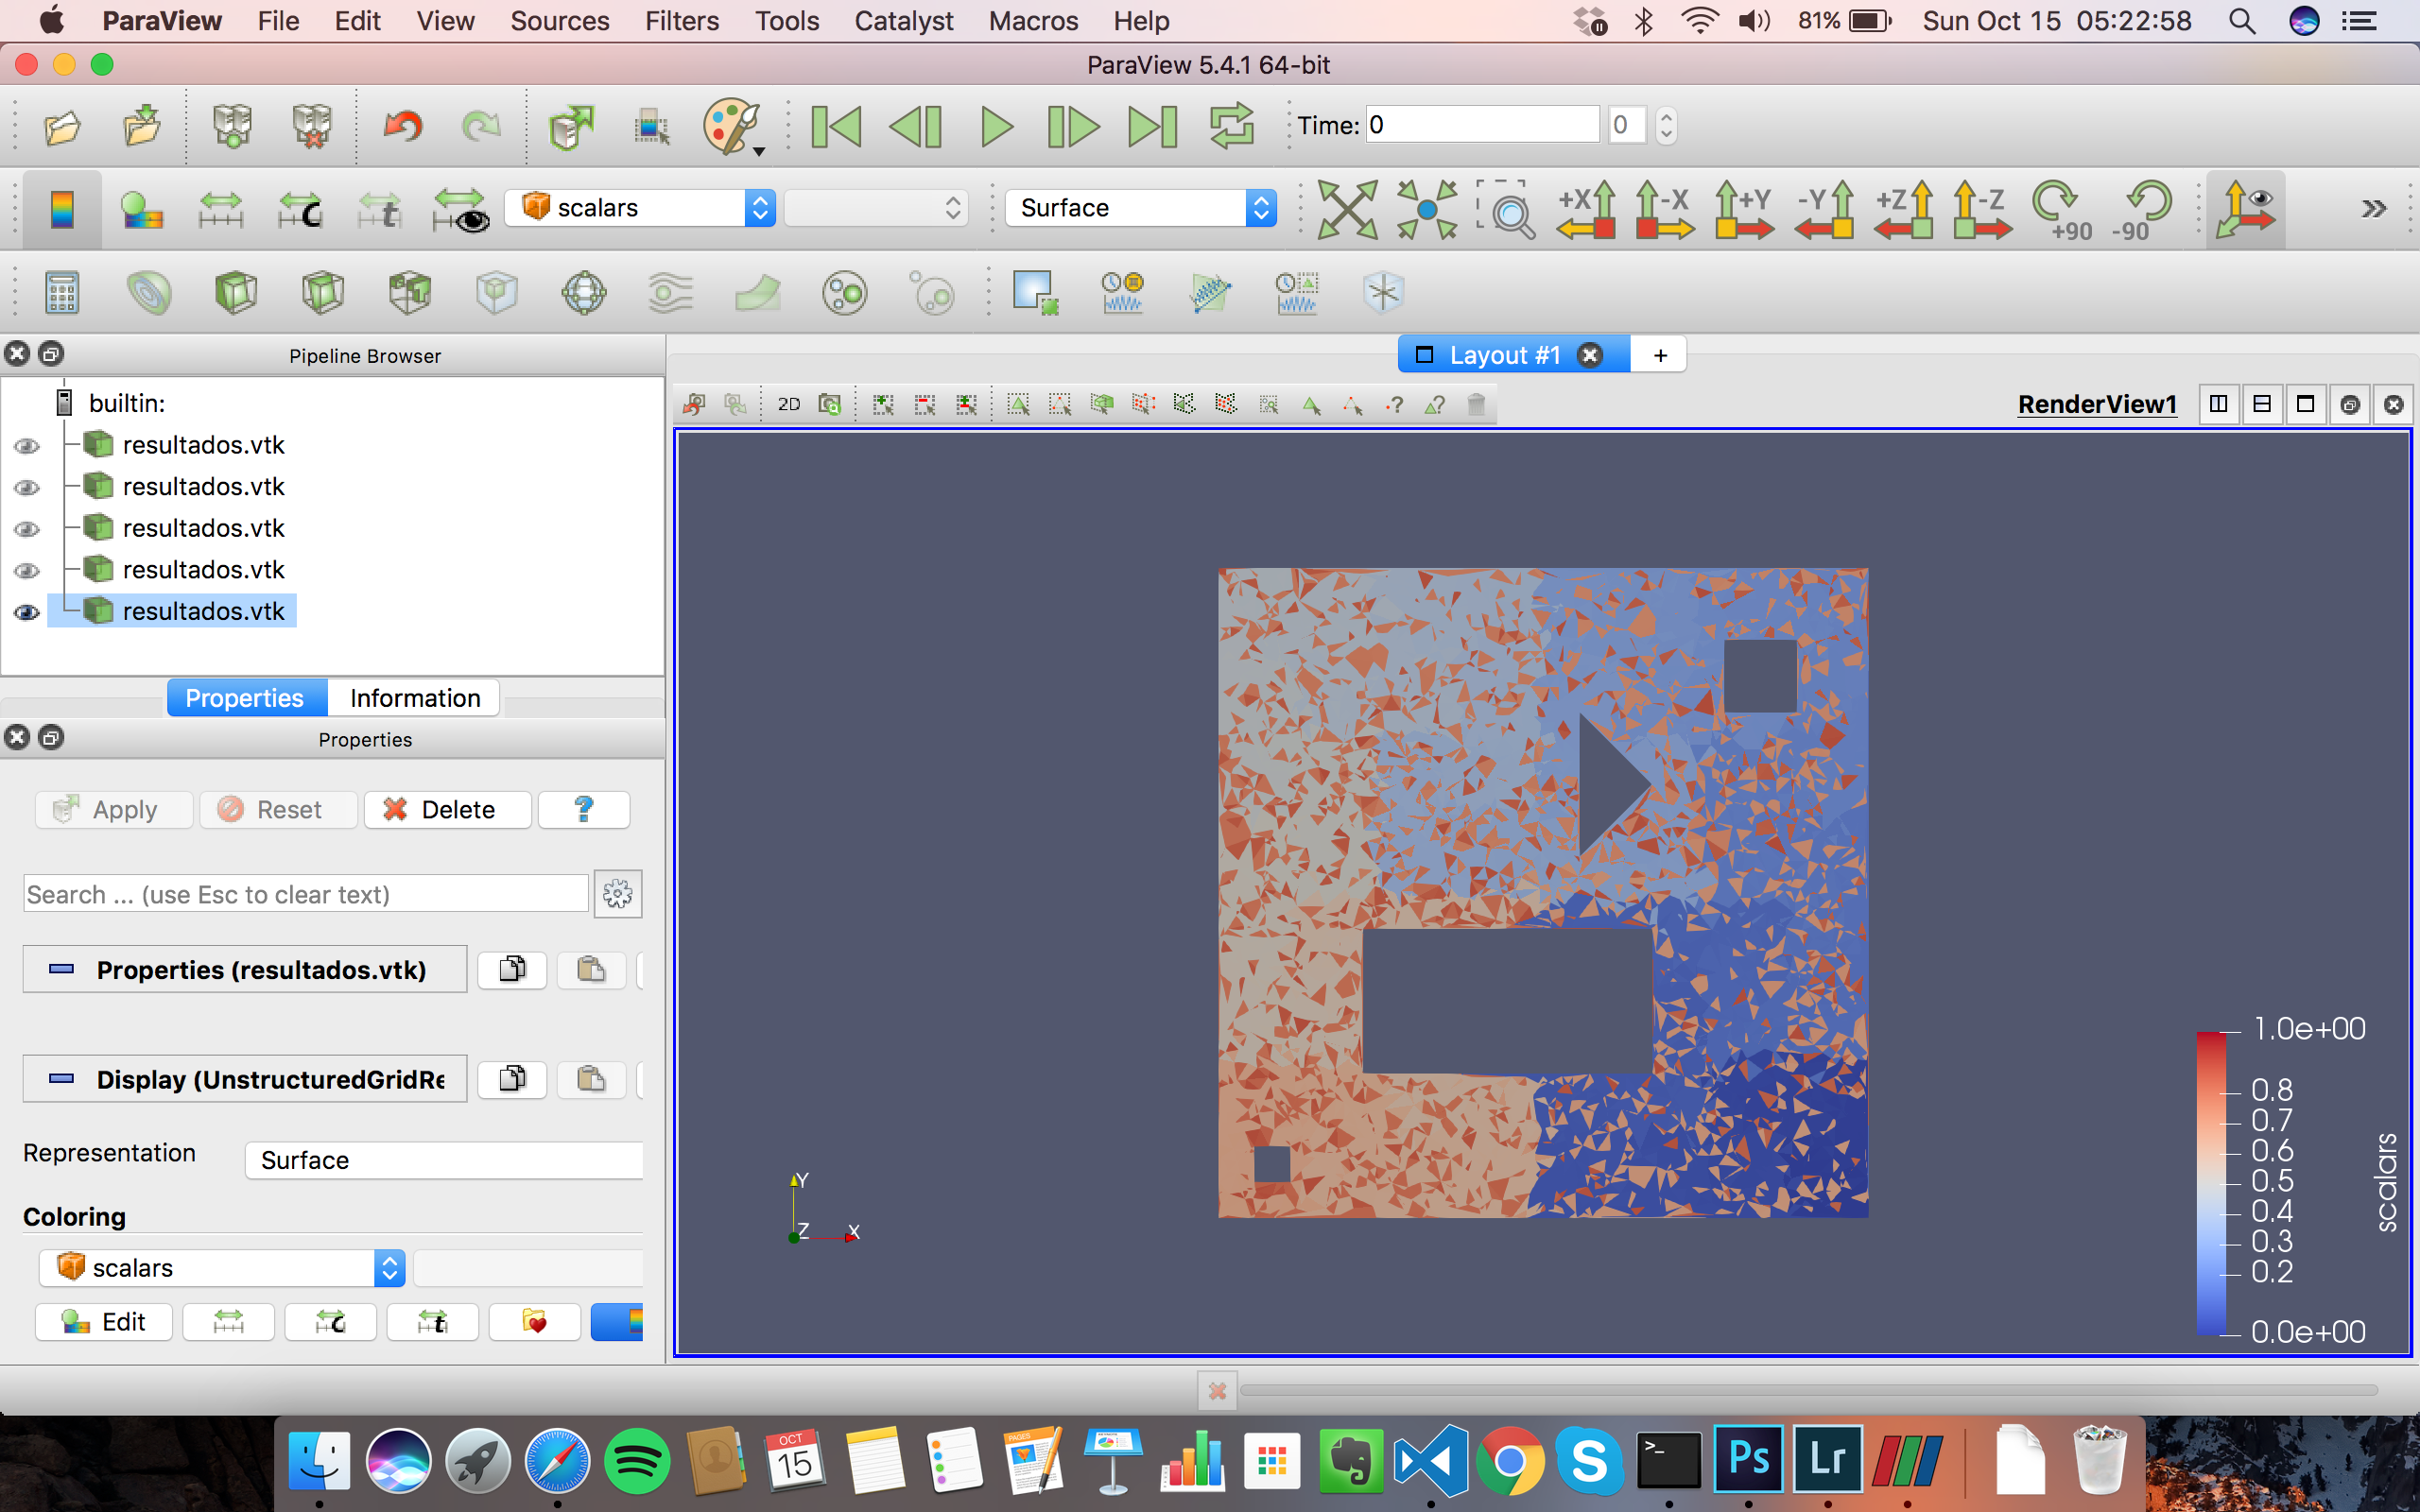 ParaView File Edit View Sources Filters Tools Catalyst Macros Help 81% Sun Oct 15 05:22:58
ParaView 5.4.1 64-bit
Time: 0 0
scalars Surface +X -X +Y -Y +Z -Z +90 -90
Pipeline Browser
Layout #1 +
builtin:
2D RenderView1
resultados.vtk
resultados.vtk
resultados.vtk
resultados.vtk
resultados.vtk
Properties Information
Properties
Apply Reset Delete ?
Search ... (use Esc to clear text)
Properties (resultados.vtk)
Display (UnstructuredGridRe
Representation Surface
Coloring
scalars
Edit
Y
Z X
1.0e+00
0.8
0.7
0.6
0.5
0.4
0.3
0.2
0.0e+00
scalars
OCT
15
PAGES
Ps
Lr